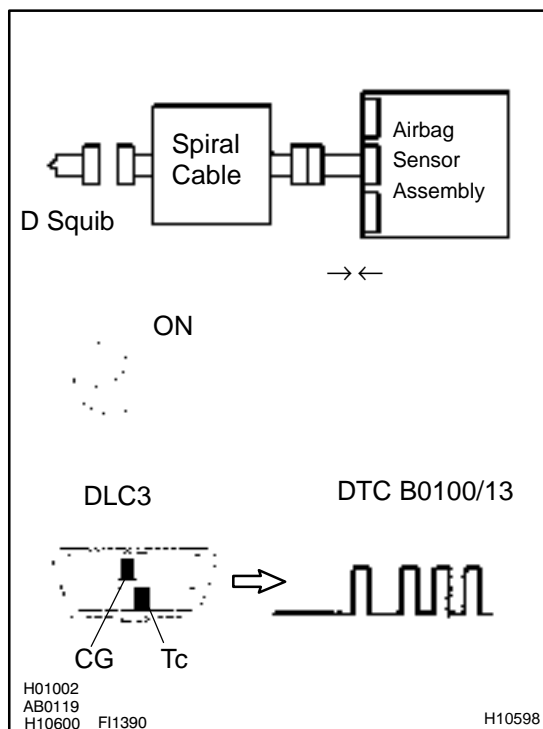 Spiral
Cable
Airbag
Sensor
Assembly
D Squib
ON
DLC3
DTC B0100/13
CG
Tc
H01002
AB0119
H10600 FI1390
H10598